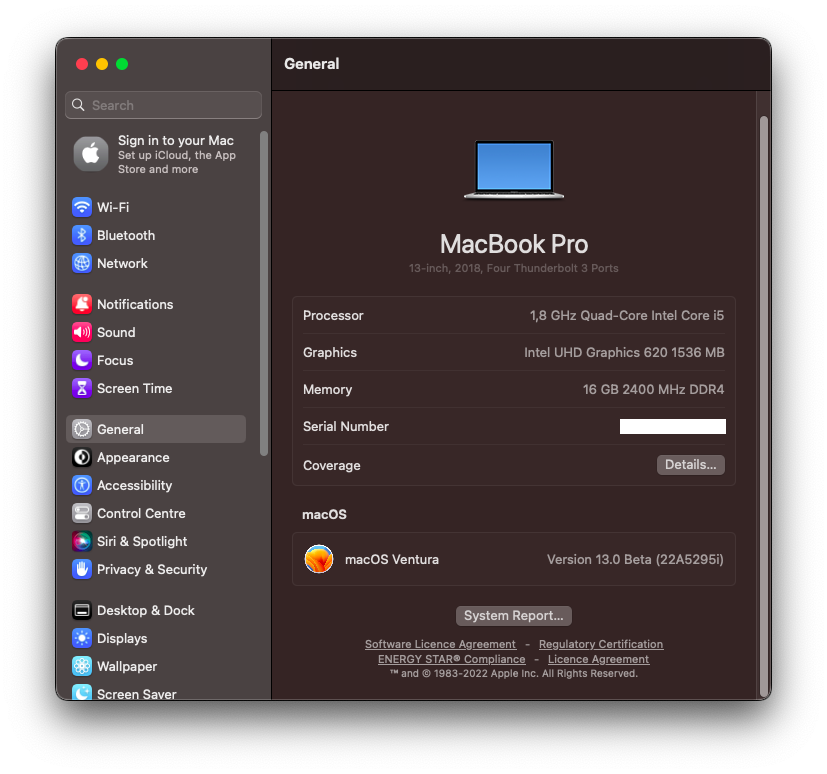 General
Search
Sign in to your Mac
Set up iCloud, the App
Store and more
Wi-Fi
Bluetooth
Network
Notifications
Sound
Focus
Screen Time
General
Appearance
Accessibility
Control Centre
Siri & Spotlight
Privacy & Security
Desktop & Dock
Displays
Wallpaper
Screen Saver
MacBook Pro
13-inch, 2018, Four Thunderbolt 3 Ports
Processor 1,8 GHz Quad-Core Intel Core i5
Graphics Intel UHD Graphics 620 1536 MB
Memory 16 GB 2400 MHz DDR4
Serial Number
Coverage Details...
macOS
macOS Ventura Version 13.0 Beta (22A5295i)
System Report...
Software Licence Agreement - Regulatory Certification
ENERGY STAR® Compliance - Licence Agreement
™ and © 1983-2022 Apple Inc. All Rights Reserved.